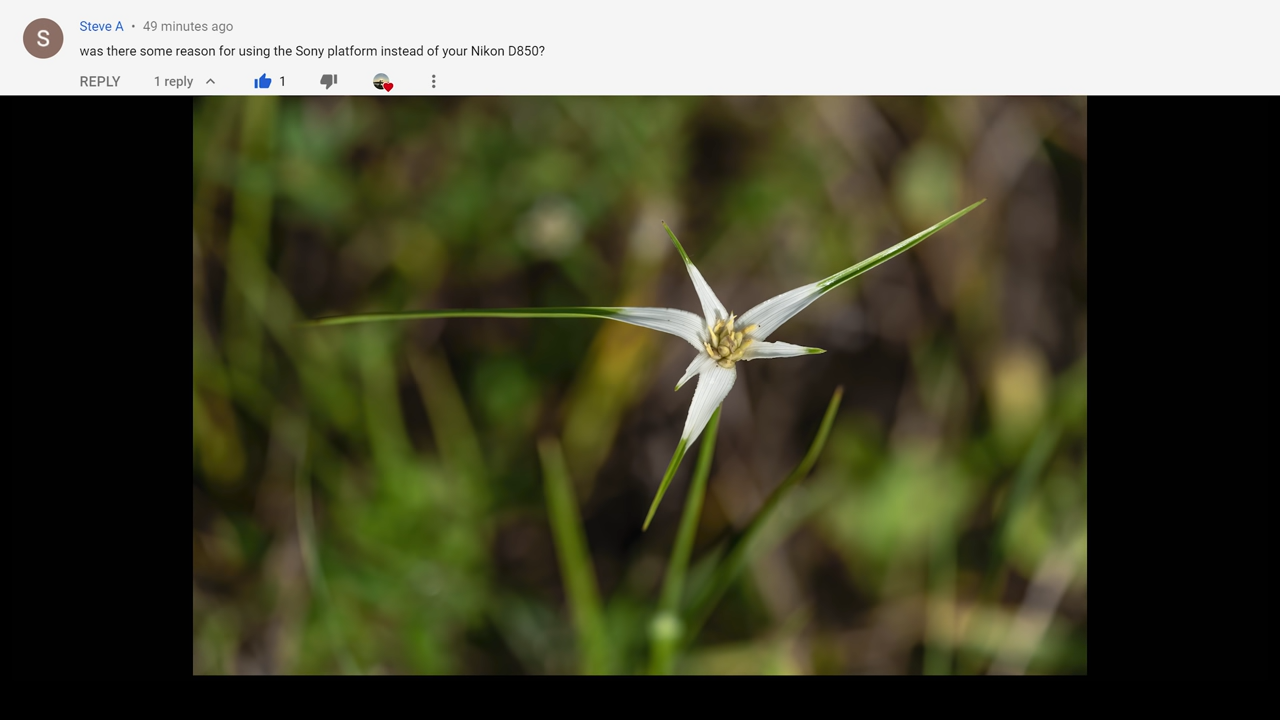 S
Steve A • 49 minutes ago
was there some reason for using the Sony platform instead of your Nikon D850?
REPLY 1 reply 1